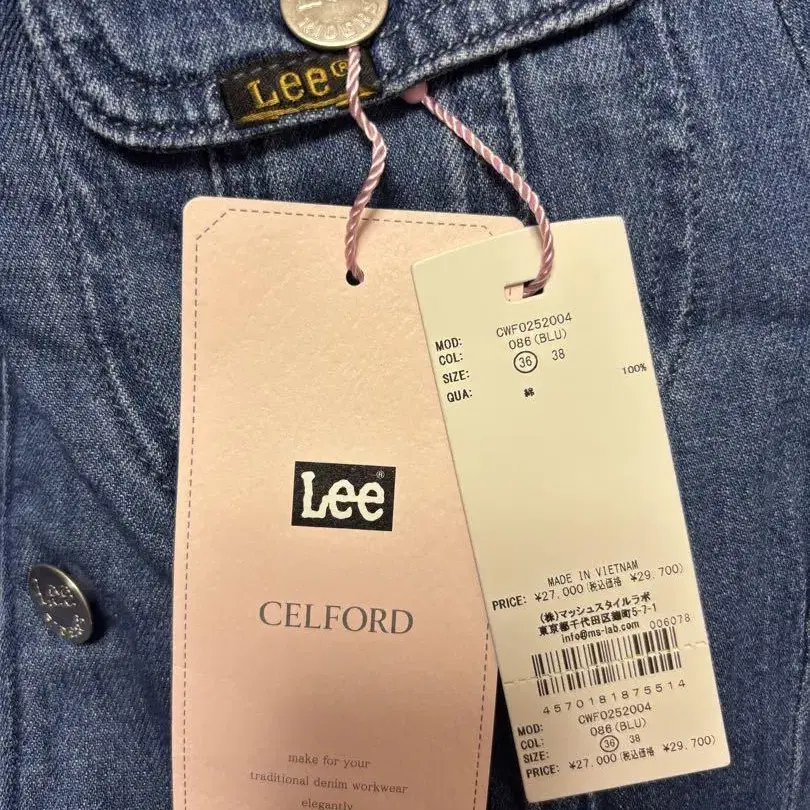 Lee®
Lee®
CELFORD
make for your
traditional denim workwear
elegantly
MOD: CWF0252004
COL: 086(BLU)
SIZE: 36 38
QUA: 綿 100%
MADE IN VIETNAM
PRICE: ¥27,000(税込価格 ¥29,700)
(株)マッシュスタイルラボ
東京都千代田区麹町5-7-1
info@ms-lab.com 006078
4570181875514
MOD: CWF0252004
COL: 086(BLU)
SIZE: 36 38
PRICE: ¥27,000(税込価格 ¥29,700)
Lee